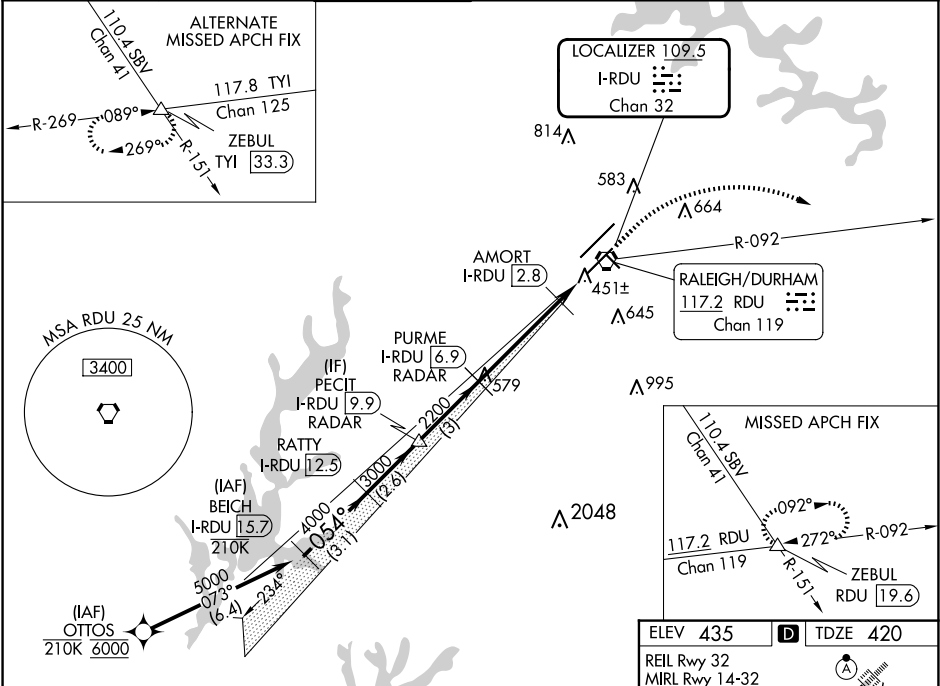 ALTERNATE
MISSED APCH FIX
110.4 SBV
Chan 41
117.8 TYI
Chan 125
R-269
089°
269°
R-151
ZEBUL
TYI 33.3
LOCALIZER 109.5
I-RDU
Chan 32
814
583
664
R-092
AMORT
I-RDU 2.8
451±
RALEIGH/DURHAM
117.2 RDU
Chan 119
645
MSA RDU 25 NM
3400
PURME
I-RDU 6.9
RADAR
579
995
(IF)
PECIT
I-RDU 9.9
RADAR
2200
(3)
RATTY
I-RDU 12.5
3000
(2.6)
(IAF)
BEICH
I-RDU 15.7
210K
4000
054°
(3.1)
234°
2048
5000
073°
(6.4)
(IAF)
OTTOS
210K 6000
MISSED APCH FIX
110.4 SBV
Chan 41
092°
272°
R-092
117.2 RDU
Chan 119
R-151
ZEBUL
RDU 19.6
ELEV 435 D TDZE 420
REIL Rwy 32
MIRL Rwy 14-32
A